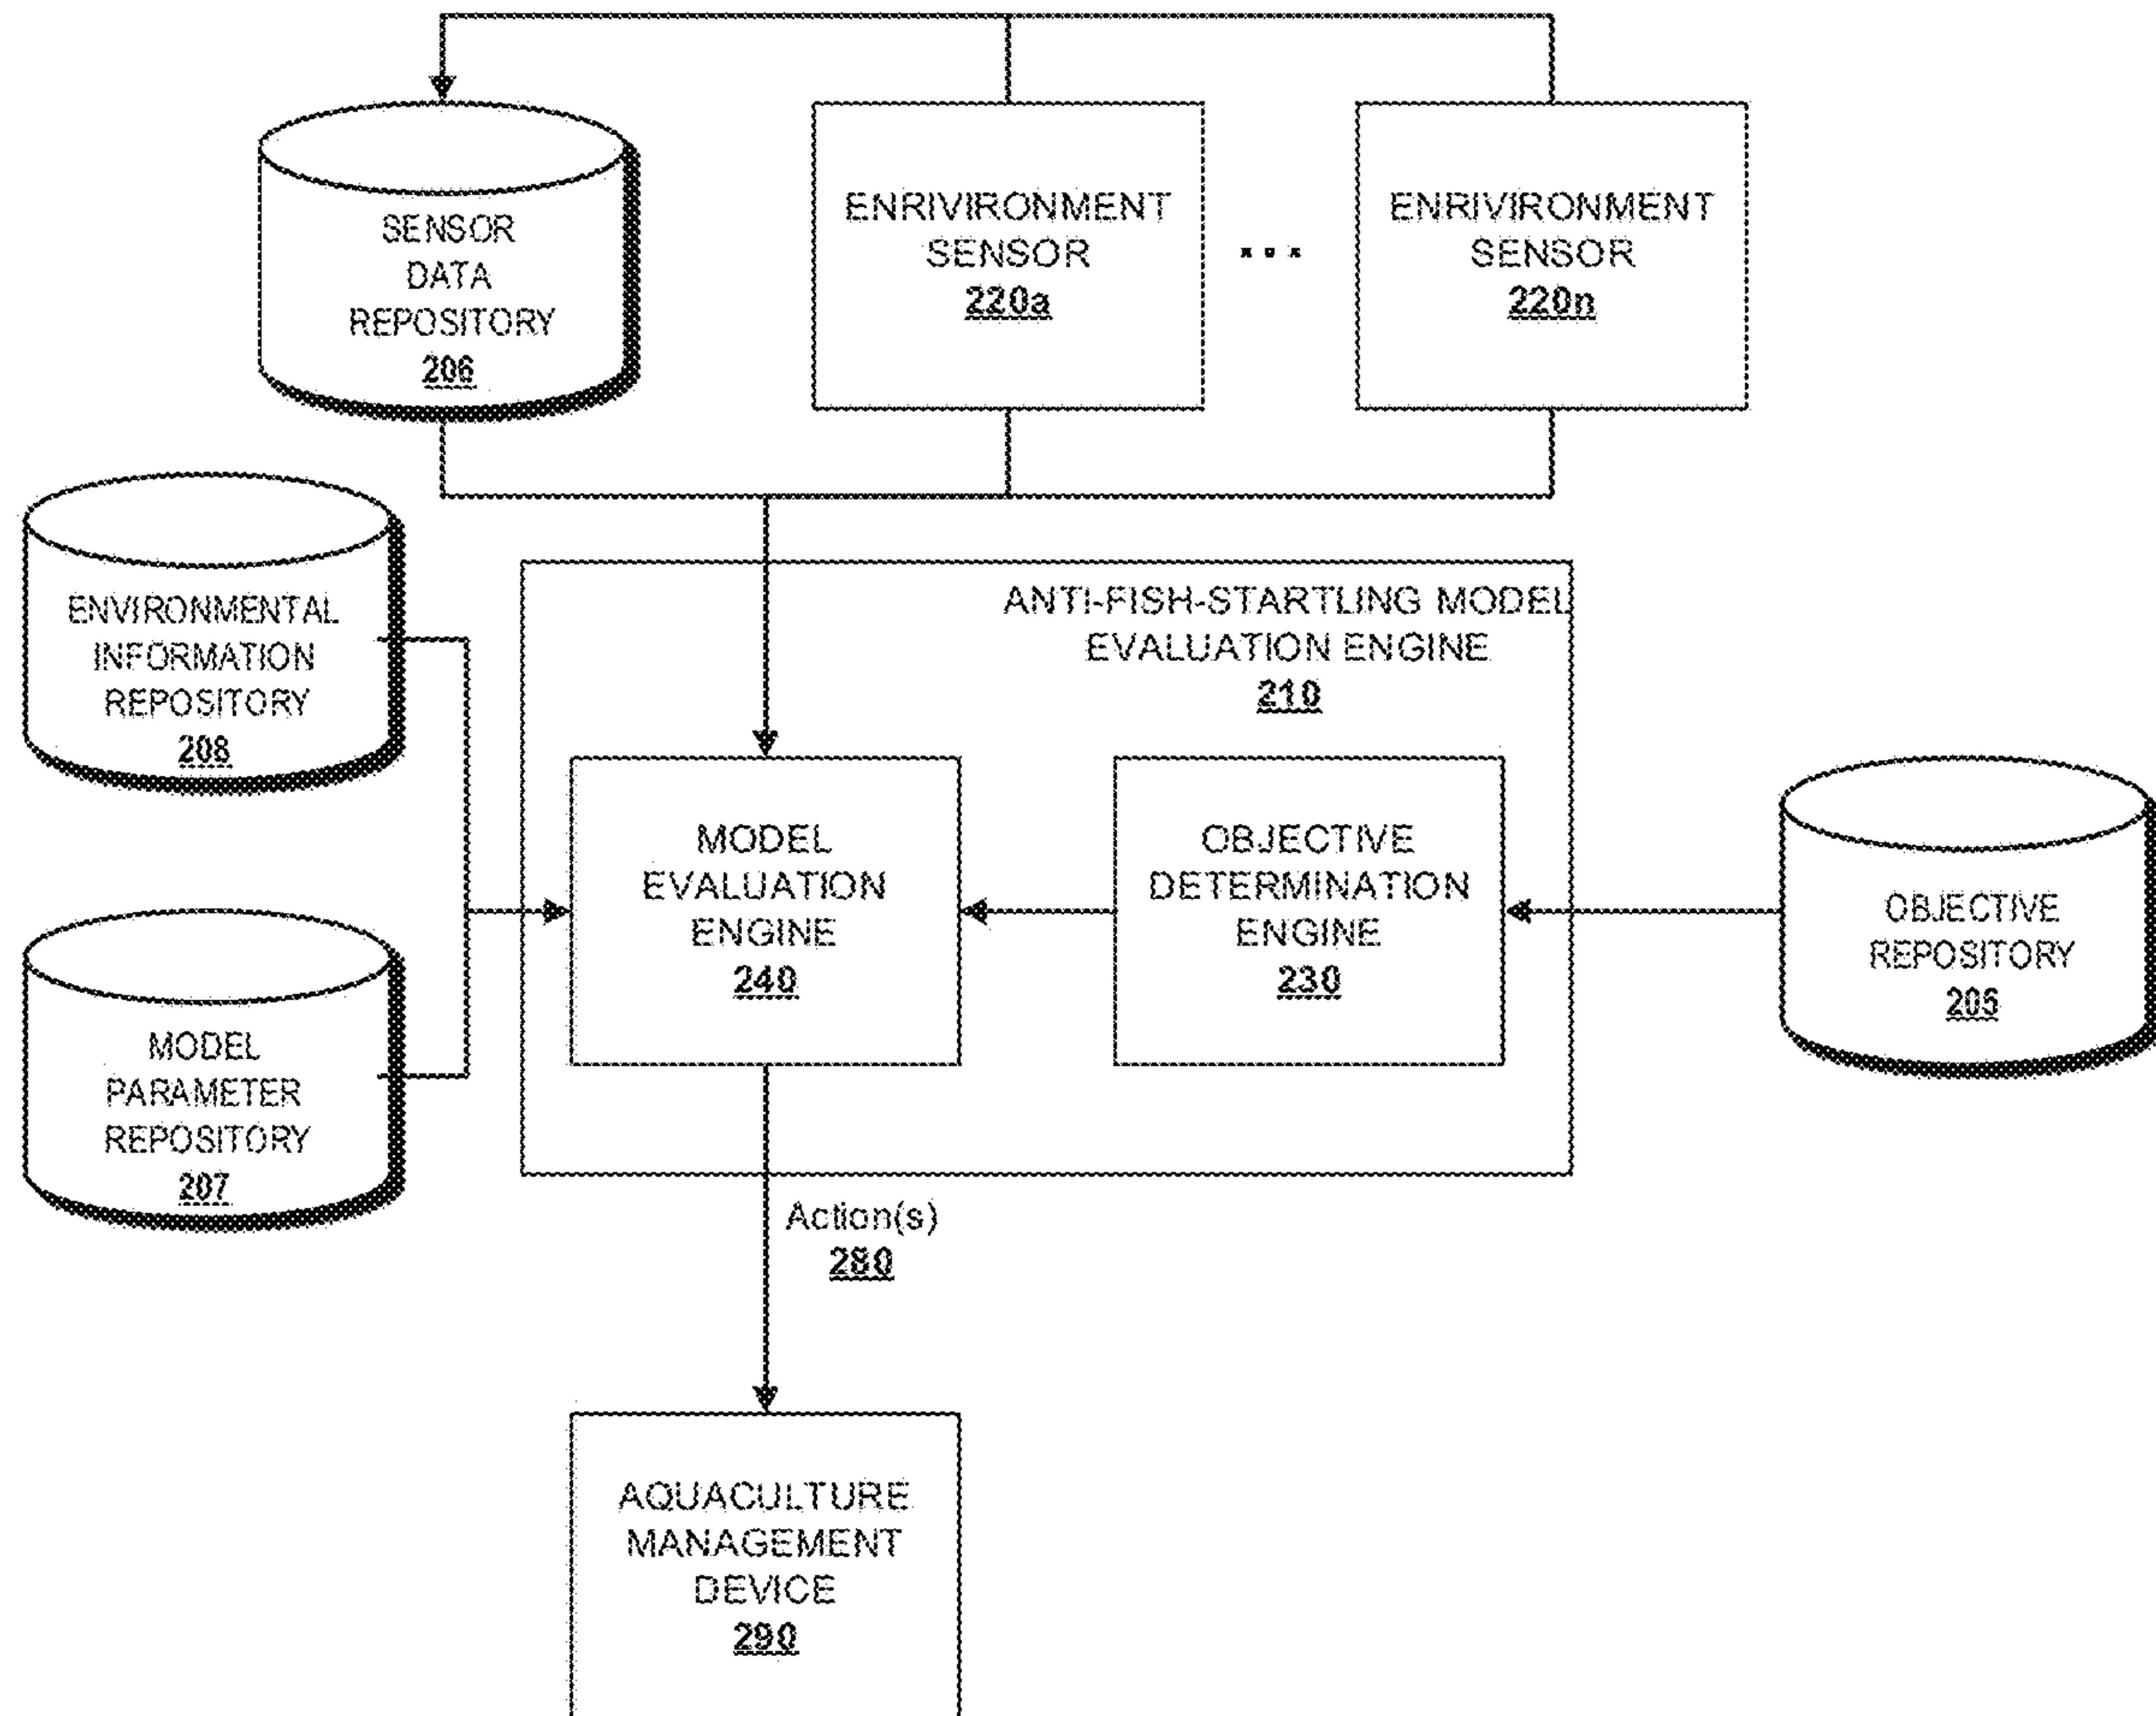 SENSOR
DATA
REPOSITORY
206
ENRIVIRONMENT
SENSOR
220a
...
ENRIVIRONMENT
SENSOR
220n
ENVIRONMENTAL
INFORMATION
REPOSITORY
208
ANTI-FISH-STARTLING MODEL
EVALUATION ENGINE
210
MODEL
EVALUATION
ENGINE
240
OBJECTIVE
DETERMINATION
ENGINE
230
OBJECTIVE
REPOSITORY
205
MODEL
PARAMETER
REPOSITORY
207
Action(s)
280
AQUACULTURE
MANAGEMENT
DEVICE
290